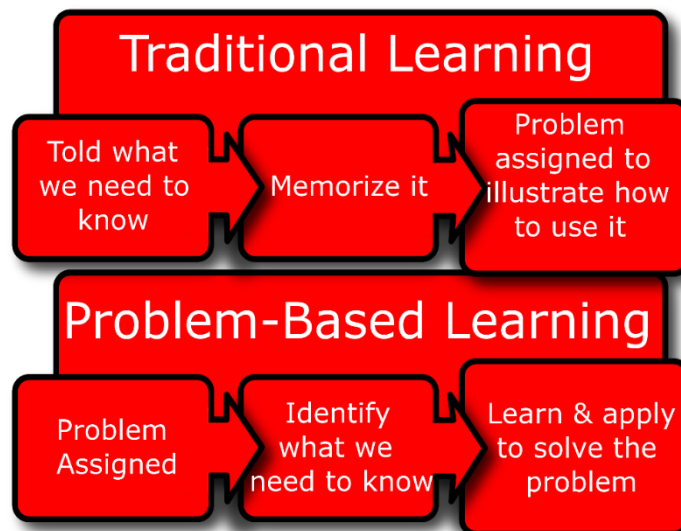 Traditional Learning
Told what
we need to
know
Memorize it
Problem
assigned to
illustrate how
to use it
Problem-Based Learning
Problem
Assigned
Identify
what we
need to know
Learn & apply
to solve the
problem